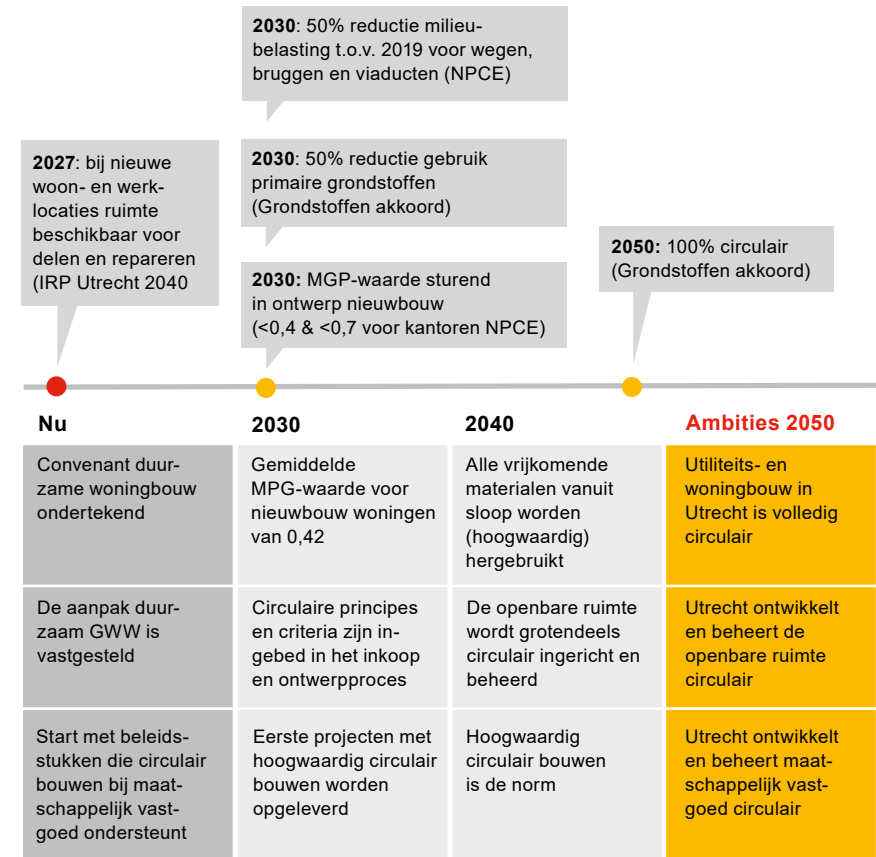 2030: 50% reductie milieu-
belasting t.o.v. 2019 voor wegen,
bruggen en viaducten (NPCE)
2027: bij nieuwe
woon- en werk-
locaties ruimte
beschikbaar voor
delen en repareren
(IRP Utrecht 2040
2030: 50% reductie gebruik
primaire grondstoffen
(Grondstoffen akkoord)
2030: MGP-waarde sturend
in ontwerp nieuwbouw
(<0,4 & <0,7 voor kantoren NPCE)
2050: 100% circulair
(Grondstoffen akkoord)
Nu
2030
2040
Ambities 2050
Convenant duur-
zame woningbouw
ondertekend
Gemiddelde
MPG-waarde voor
nieuwbouw woningen
van 0,42
Alle vrijkomende
materialen vanuit
sloop worden
(hoogwaardig)
hergebruikt
Utiliteits- en
woningbouw in
Utrecht is volledig
circulair
De aanpak duur-
zaam GWW is
vastgesteld
Circulaire principes
en criteria zijn in-
gebed in het inkoop
en ontwerpproces
De openbare ruimte
wordt grotendeels
circulair ingericht en
beheerd
Utrecht ontwikkelt
en beheert de
openbare ruimte
circulair
Start met beleids-
stukken die circulair
bouwen bij maat-
schappelijk vast-
goed ondersteunt
Eerste projecten met
hoogwaardig circulair
bouwen worden
opgeleverd
Hoogwaardig
circulair bouwen
is de norm
Utrecht ontwikkelt
en beheert maat-
schappelijk vast-
goed circulair